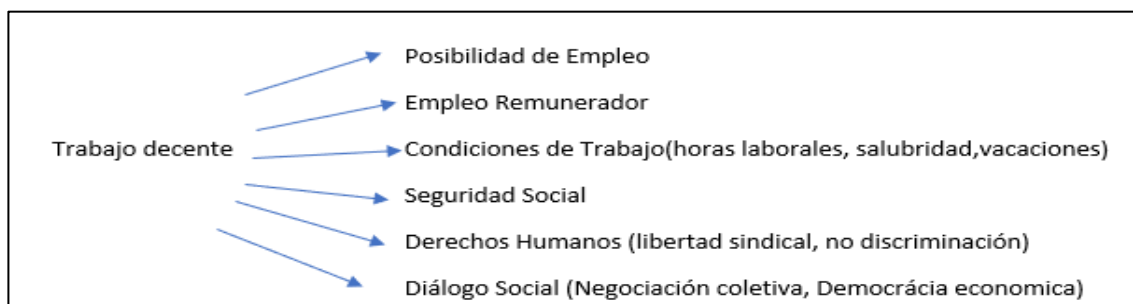 Posibilidad de Empleo
Empleo Remunerador
Trabajo decente
Condiciones de Trabajo(horas laborales, salubridad,vacaciones)
Seguridad Social
Derechos Humanos (libertad sindical, no discriminación)
Diálogo Social (Negociación coletiva, Democrácia economica)